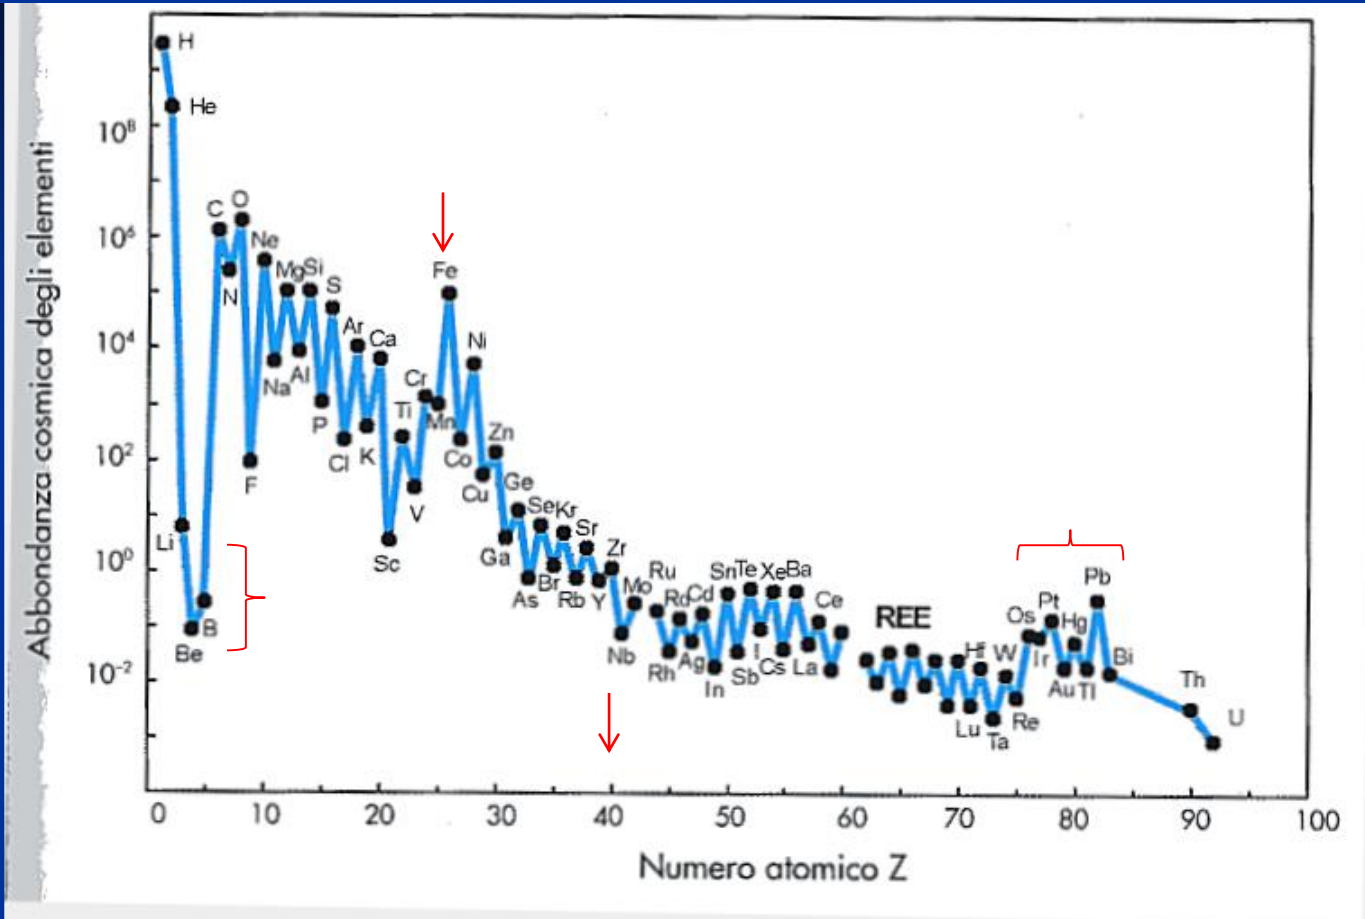 Abbondanza cosmica degli elementi
10⁸
10⁶
10⁴
10²
10⁰
10⁻²
H
He
Li
Be
B
C
N
O
F
Ne
Na
Mg
Al
Si
P
S
Cl
Ar
K
Ca
Sc
Ti
V
Cr
Mn
Fe
Co
Ni
Cu
Zn
Ga
Ge
As
Se
Br
Kr
Rb
Sr
Y
Zr
Nb
Mo
Ru
Rh
Rd
Ag
Cd
In
Sn
Sb
Te
I
Xe
Cs
Ba
La
Ce
REE
Lu
Hf
Ta
W
Re
Os
Ir
Pt
Au
Hg
Tl
Pb
Bi
Th
U
0 10 20 30 40 50 60 70 80 90 100
Numero atomico Z